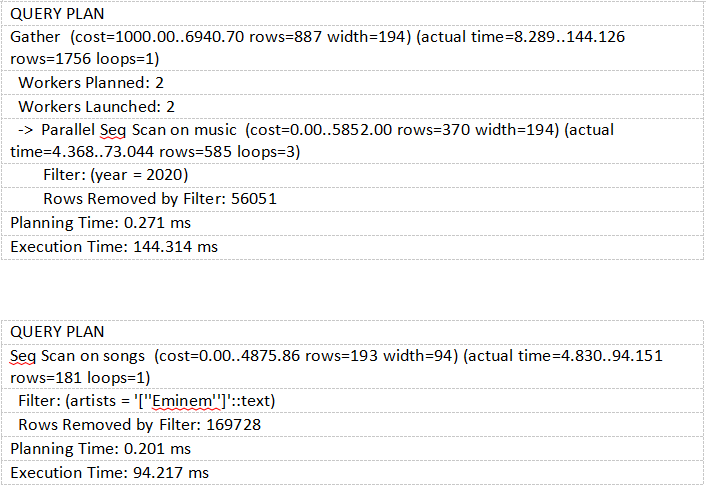 QUERY PLAN
Gather  (cost=1000.00..6940.70 rows=887 width=194) (actual time=8.289..144.126
rows=1756 loops=1)
Workers Planned: 2
Workers Launched: 2
->  Parallel Seq Scan on music  (cost=0.00..5852.00 rows=370 width=194) (actual
time=4.368..73.044 rows=585 loops=3)
Filter: (year = 2020)
Rows Removed by Filter: 56051
Planning Time: 0.271 ms
Execution Time: 144.314 ms
QUERY PLAN
Seq Scan on songs  (cost=0.00..4875.86 rows=193 width=94) (actual time=4.830..94.151
rows=181 loops=1)
Filter: (artists = '[''Eminem'']'::text)
Rows Removed by Filter: 169728
Planning Time: 0.201 ms
Execution Time: 94.217 ms